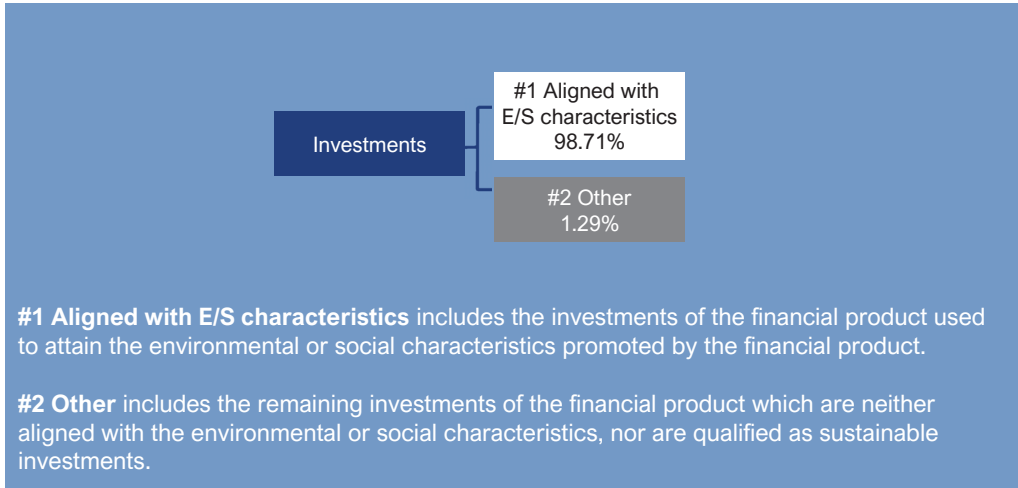 Investments
#1 Aligned with
E/S characteristics
98.71%
#2 Other
1.29%
#1 Aligned with E/S characteristics includes the investments of the financial product used
to attain the environmental or social characteristics promoted by the financial product.
#2 Other includes the remaining investments of the financial product which are neither
aligned with the environmental or social characteristics, nor are qualified as sustainable
investments.